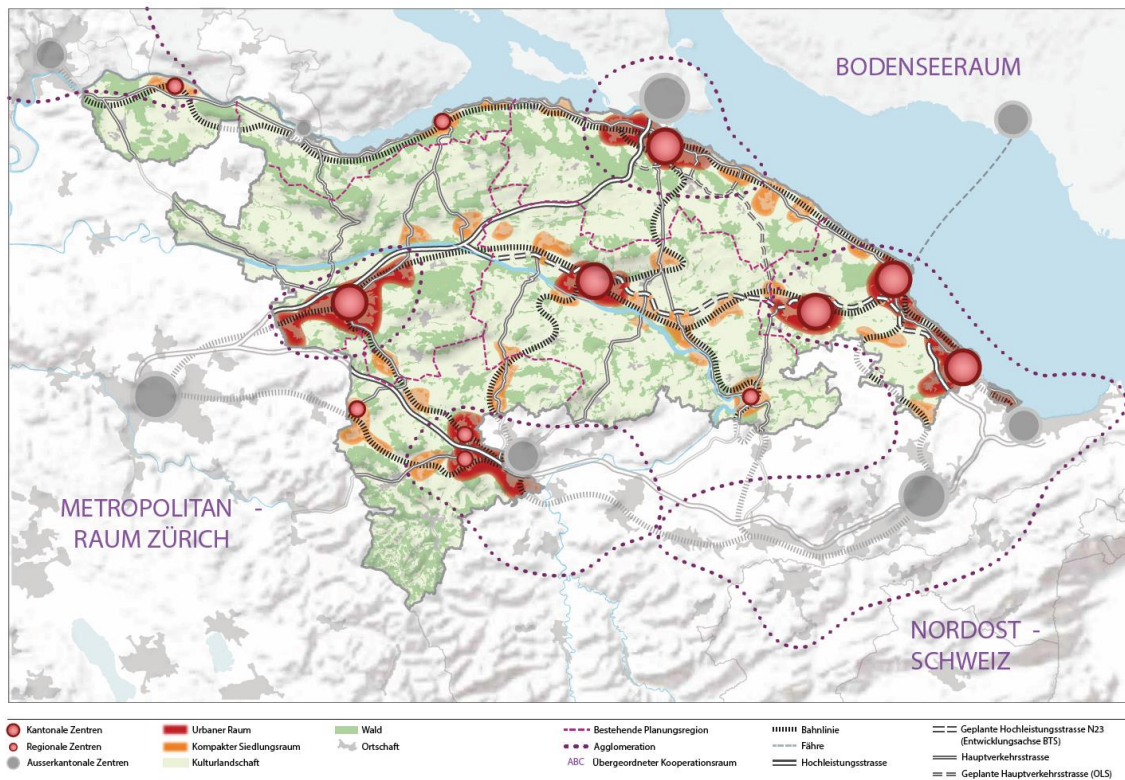 BODENSEERAUM
METROPOLITAN -
RAUM ZÜRICH
NORDOST -
SCHWEIZ
Kantonale Zentren
Regionale Zentren
Ausserkantonale Zentren
Urbaner Raum
Kompakter Siedlungsraum
Kulturlandschaft
Wald
Ortschaft
Bestehende Planungsregion
Agglomeration
ABC Übergeordneter Kooperationsraum
Bahnlinie
Fähre
Hochleistungsstrasse
Geplante Hochleistungsstrasse N23
(Entwicklungsachse BTS)
Hauptverkehrsstrasse
Geplante Hauptverkehrsstrasse (OLS)